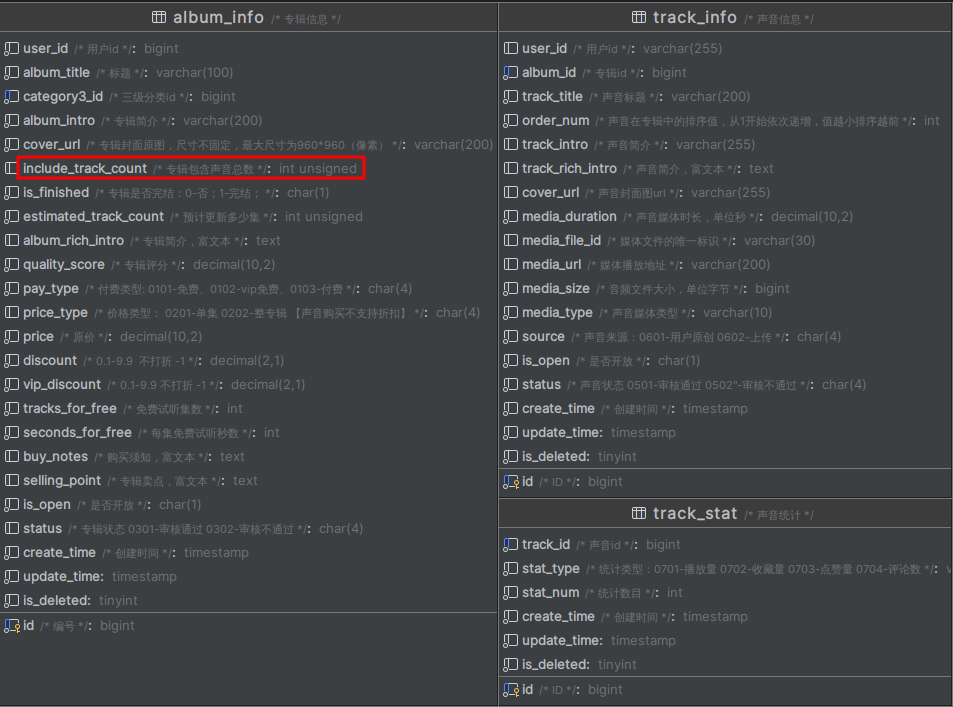 album_info /* 专辑信息 */
user_id /* 用户id */: bigint
album_title /* 标题 */: varchar(100)
category3_id /* 三级分类id */: bigint
album_intro /* 专辑简介 */: varchar(200)
cover_url /* 专辑封面原图，尺寸不固定，最大尺寸为960*960（像素） */: varchar(200)
include_track_count /* 专辑包含声音总数 */: int unsigned
is_finished /* 专辑是否完结：0-否；1-完结； */: char(1)
estimated_track_count /* 预计更新多少集 */: int unsigned
album_rich_intro /* 专辑简介，富文本 */: text
quality_score /* 专辑评分 */: decimal(10,2)
pay_type /* 付费类型: 0101-免费、0102-vip免费、0103-付费 */: char(4)
price_type /* 价格类型： 0201-单集 0202-整专辑 【声音购买不支持折扣】 */: char(4)
price /* 原价 */: decimal(10,2)
discount /* 0.1-9.9 不打折 -1 */: decimal(2,1)
vip_discount /* 0.1-9.9 不打折 -1 */: decimal(2,1)
tracks_for_free /* 免费试听集数 */: int
seconds_for_free /* 每集免费试听秒数 */: int
buy_notes /* 购买须知，富文本 */: text
selling_point /* 专辑卖点，富文本 */: text
is_open /* 是否开放 */: char(1)
status /* 专辑状态 0301-审核通过 0302-审核不通过 */: char(4)
create_time /* 创建时间 */: timestamp
update_time: timestamp
is_deleted: tinyint
id /* 编号 */: bigint
track_info /* 声音信息 */
user_id /* 用户id */: varchar(255)
album_id /* 专辑id */: bigint
track_title /* 声音标题 */: varchar(200)
order_num /* 声音在专辑中的排序值，从1开始依次递增，值越小排序越前 */: int
track_intro /* 声音简介 */: varchar(255)
track_rich_intro /* 声音简介，富文本 */: text
cover_url /* 声音封面图url */: varchar(255)
media_duration /* 声音媒体时长，单位秒 */: decimal(10,2)
media_file_id /* 媒体文件的唯一标识 */: varchar(30)
media_url /* 媒体播放地址 */: varchar(200)
media_size /* 音频文件大小，单位字节 */: bigint
media_type /* 声音媒体类型 */: varchar(10)
source /* 声音来源：0601-用户原创 0602-上传 */: char(4)
is_open /* 是否开放 */: char(1)
status /* 声音状态 0501-审核通过 0502"-审核不通过 */: char(4)
create_time /* 创建时间 */: timestamp
update_time: timestamp
is_deleted: tinyint
id /* ID */: bigint
track_stat /* 声音统计 */
track_id /* 声音id */: bigint
stat_type /* 统计类型：0701-播放量 0702-收藏量 0703-点赞量 0704-评论数 */: v
stat_num /* 统计数目 */: int
create_time /* 创建时间 */: timestamp
update_time: timestamp
is_deleted: tinyint
id /* ID */: bigint